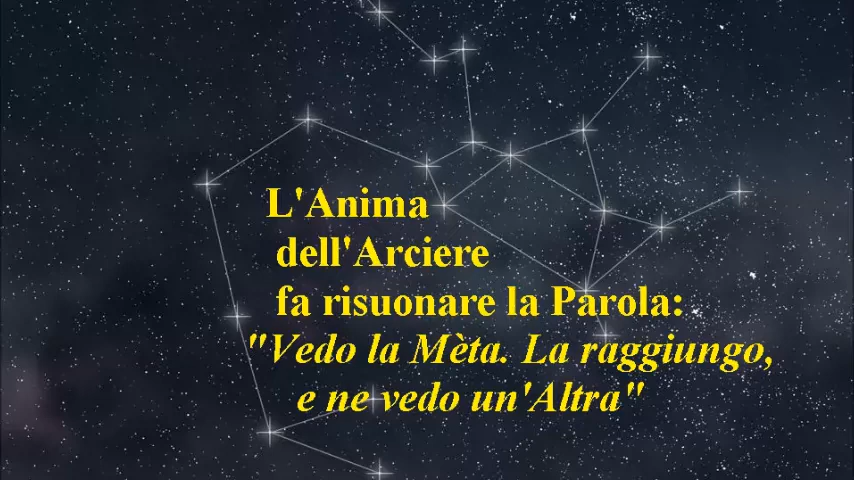 L'Anima
dell'Arciere
fa risuonare la Parola:
"Vedo la Mèta. La raggiungo,
e ne vedo un'Altra"